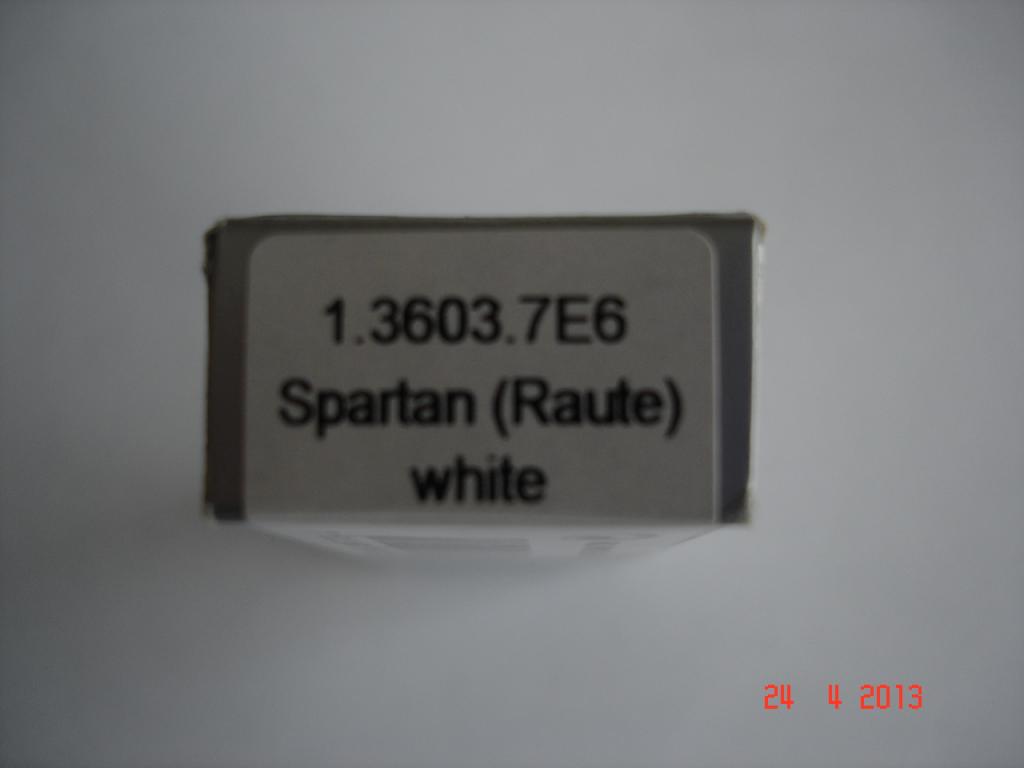 1.3603.7E6
Spartan (Raute)
white
24 4 2013